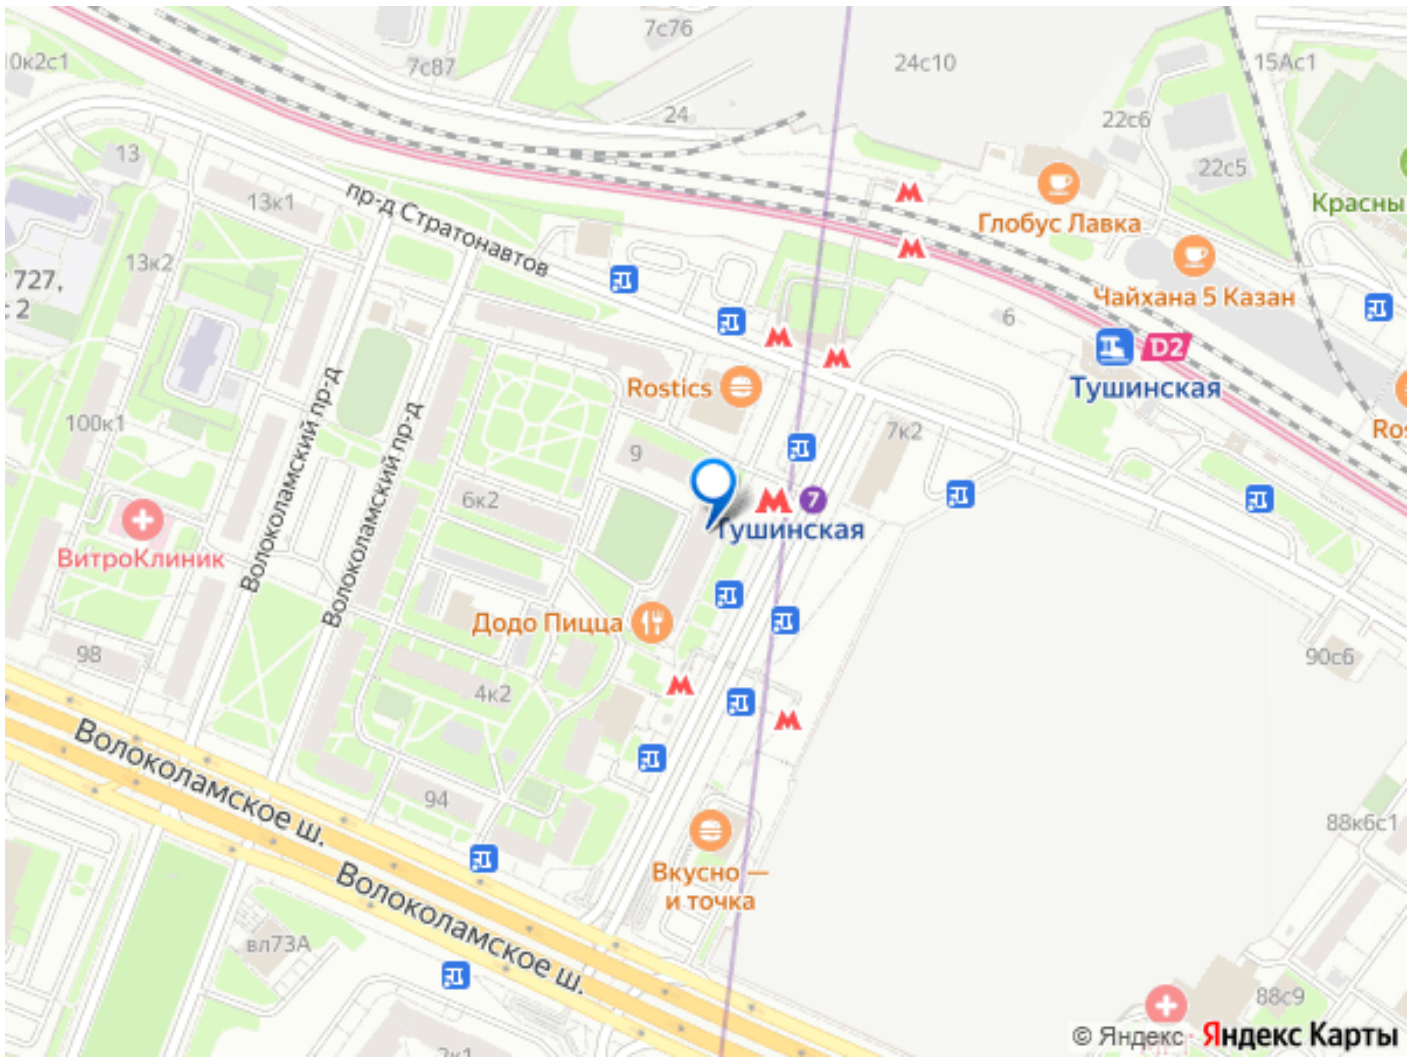 7с76
10к2с1
7с87
24с10
15Ас1
24
22с6
13
22с5
13к1
пр-д Стратонавтов
Глобус Лавка
Красны
13к2
727,
с 2
Чайхана 5 Казан
6
D2
Тушинская
Rostics
100к1
7к2
Ros
9
Волоколамский пр-д
Волоколамский пр-д
6к2
7
Тушинская
ВитроКлиник
Додо Пицца
98
90с6
4к2
Волоколамское ш.
94
88к6с1
Вкусно —
и точка
Волоколамское ш.
вл73А
88с9
© Яндекс
Яндекс Карты
2к1